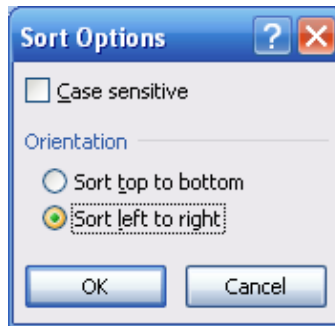 Sort Options
?
Case sensitive
Orientation
Sort top to bottom
Sort left to right
OK Cancel